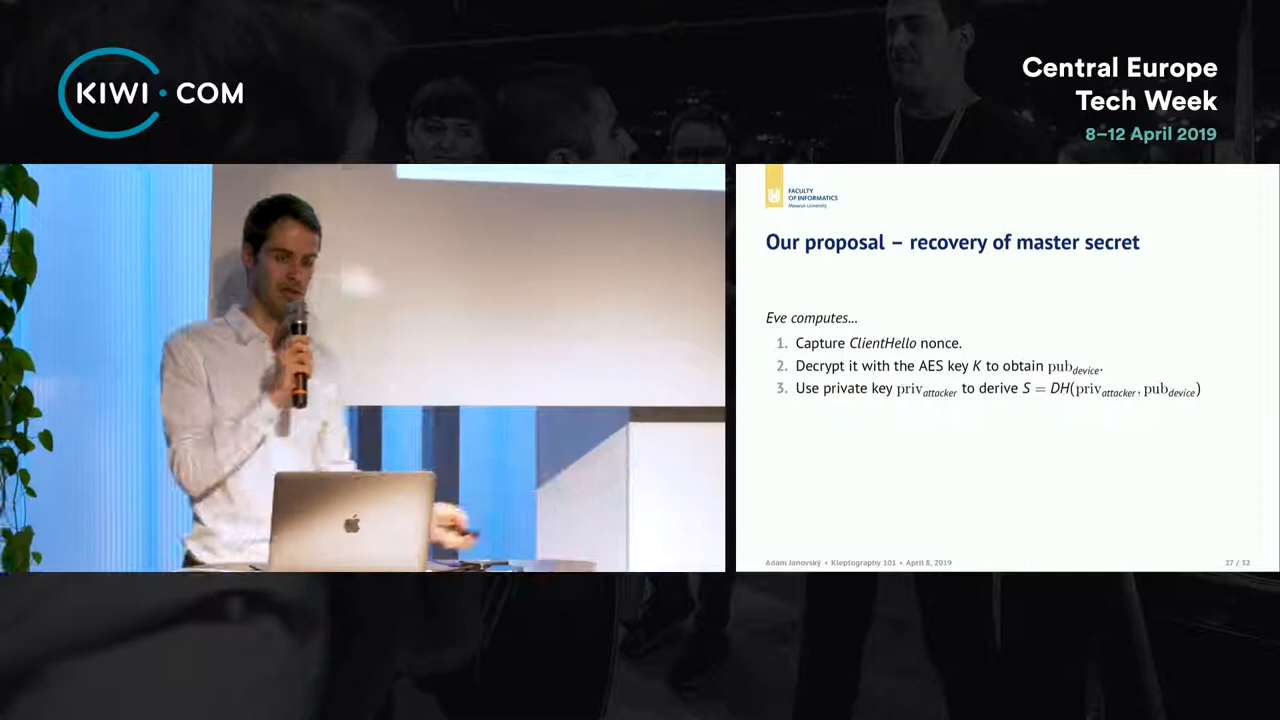 KIWI.COM
Central Europe
Tech Week
8–12 April 2019
FACULTY
OF INFORMATICS
Masaryk University
Our proposal – recovery of master secret
Eve computes...
1. Capture ClientHello nonce.
2. Decrypt it with the AES key K to obtain pub_device.
3. Use private key priv_attacker to derive S = DH(priv_attacker, pub_device)
Adam Janovský • Kleptography 101 • April 8, 2019
27 / 32